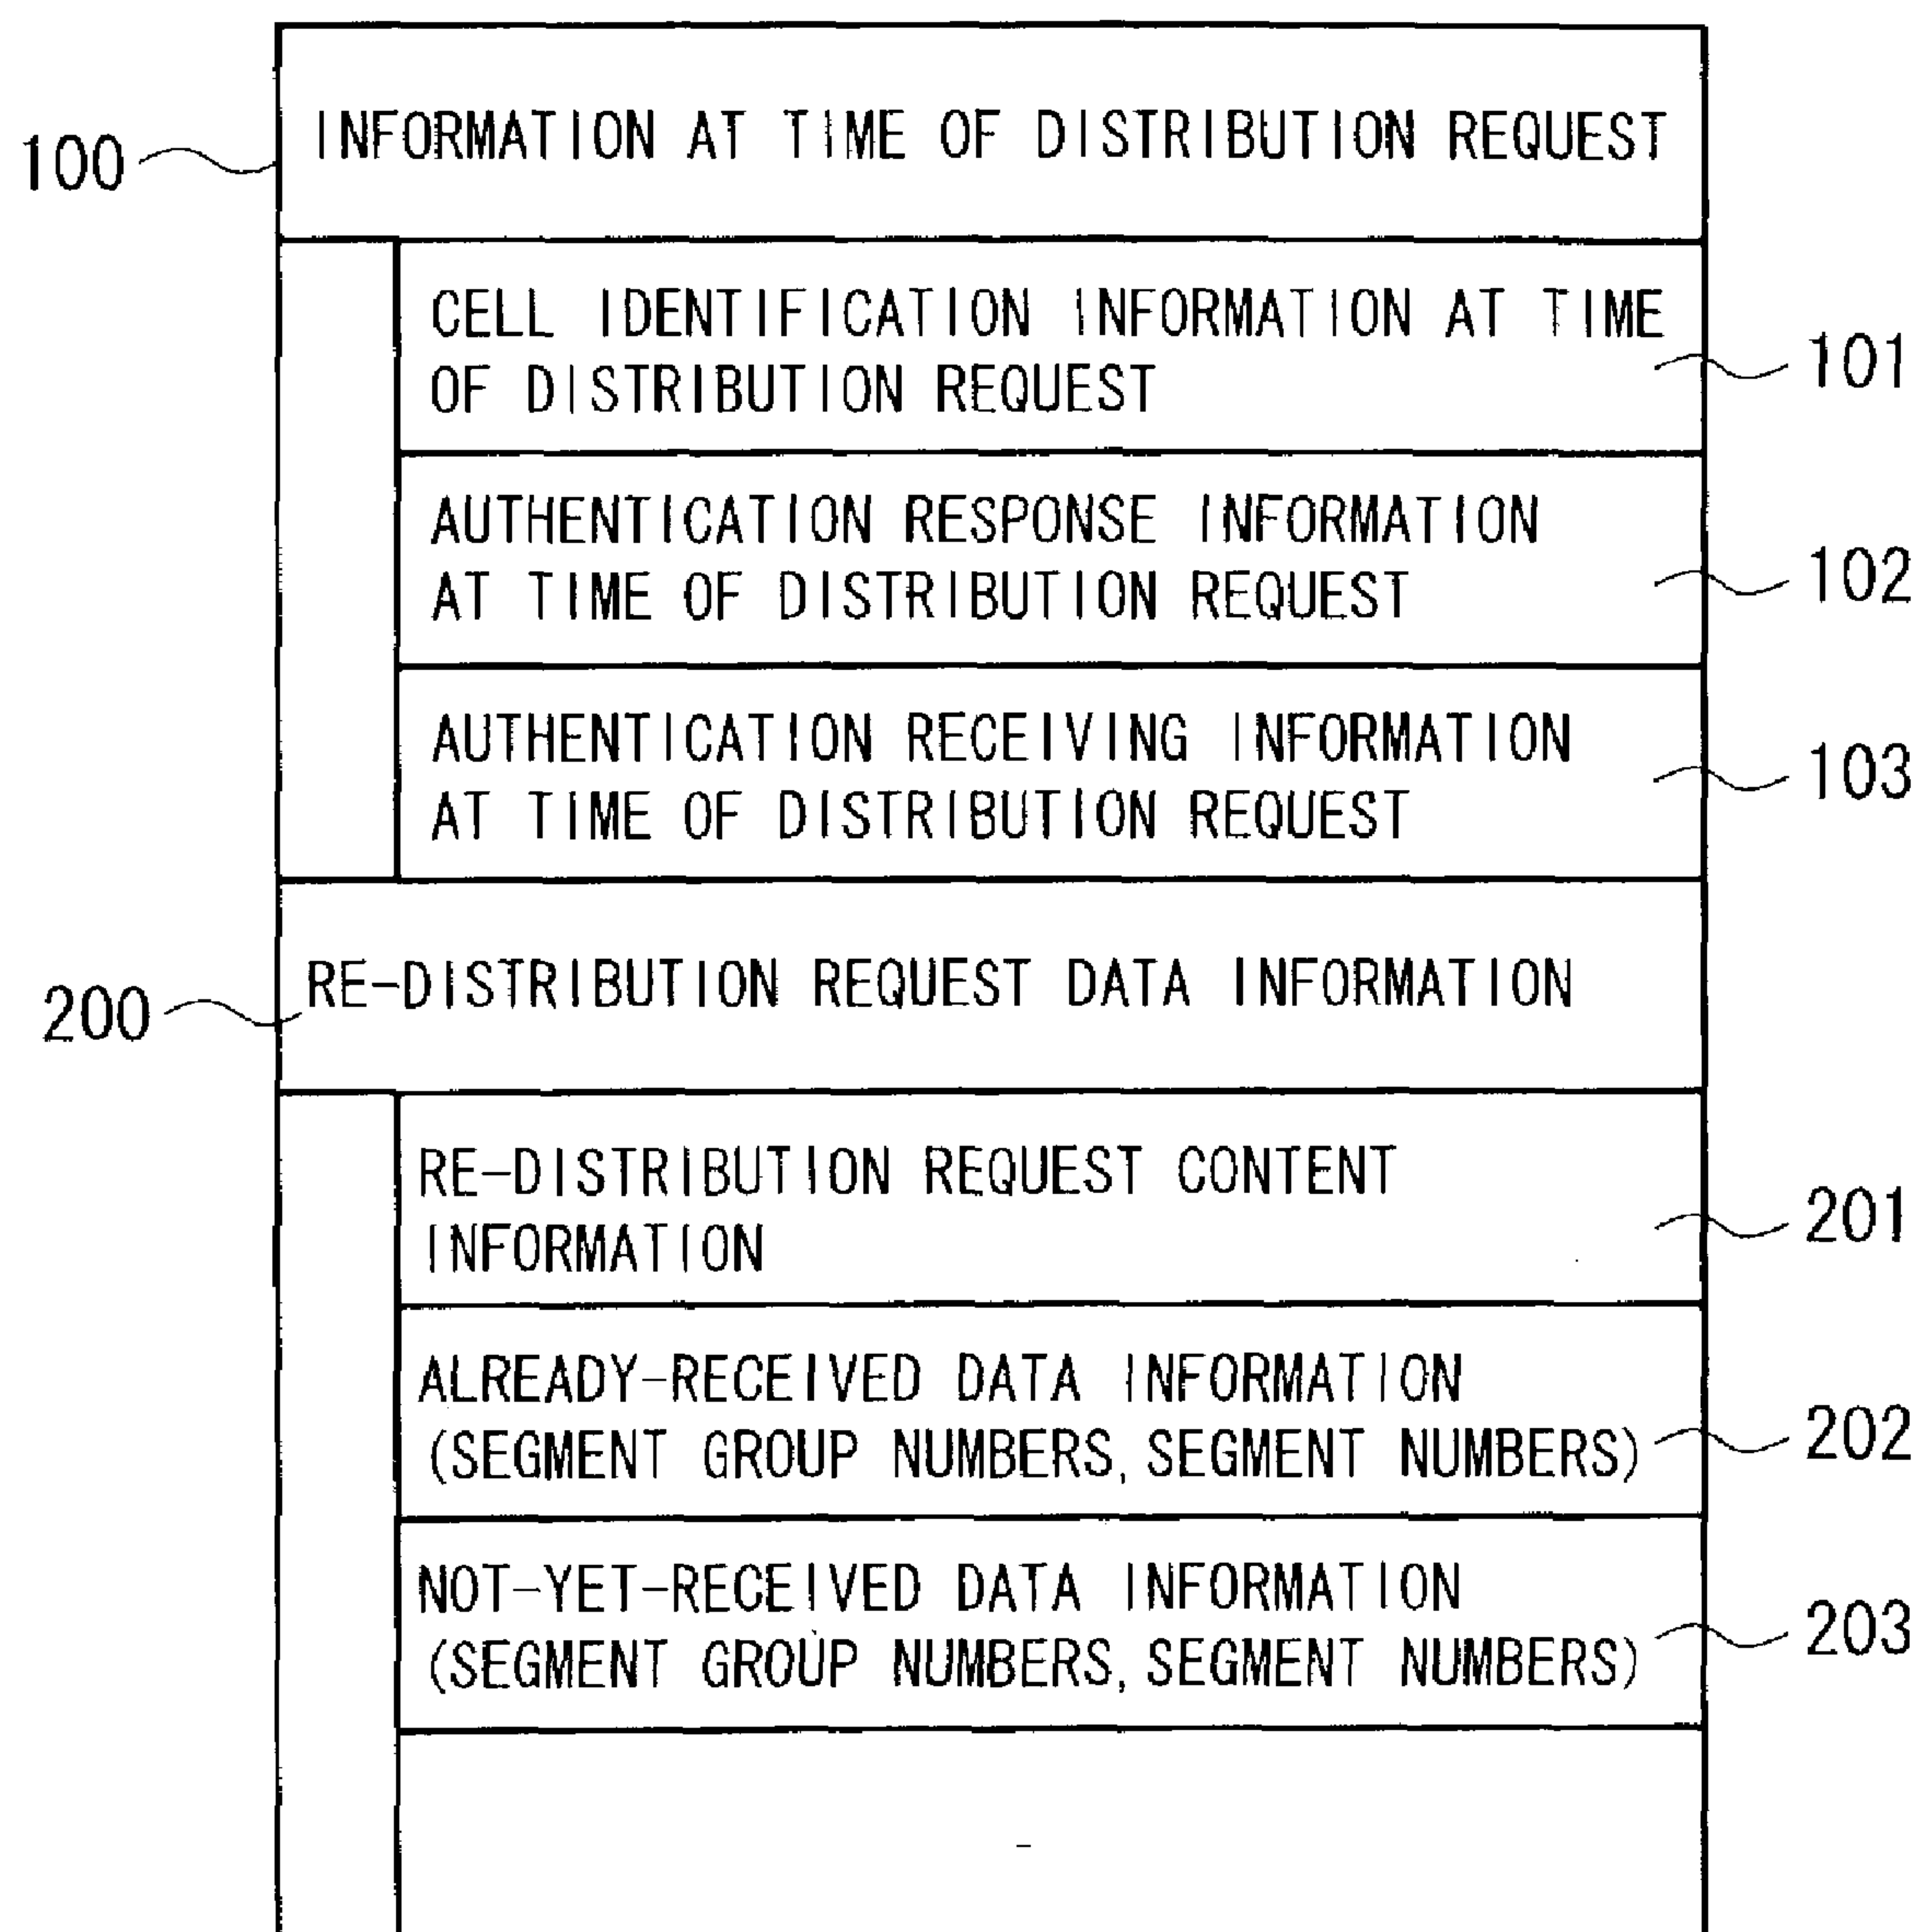 INFORMATION AT TIME OF DISTRIBUTION REQUEST
100
CELL IDENTIFICATION INFORMATION AT TIME
OF DISTRIBUTION REQUEST
101
AUTHENTICATION RESPONSE INFORMATION
AT TIME OF DISTRIBUTION REQUEST
102
AUTHENTICATION RECEIVING INFORMATION
AT TIME OF DISTRIBUTION REQUEST
103
RE-DISTRIBUTION REQUEST DATA INFORMATION
200
RE-DISTRIBUTION REQUEST CONTENT
INFORMATION
201
ALREADY-RECEIVED DATA INFORMATION
(SEGMENT GROUP NUMBERS, SEGMENT NUMBERS)
202
NOT-YET-RECEIVED DATA INFORMATION
(SEGMENT GROUP NUMBERS, SEGMENT NUMBERS)
203